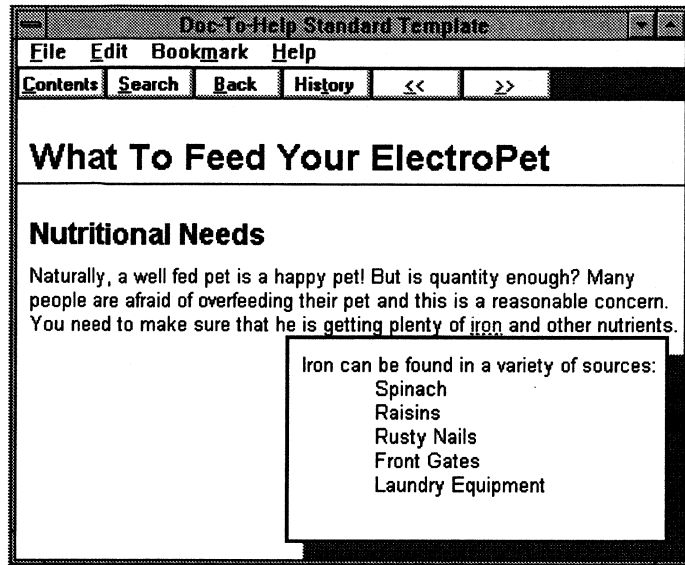 Doc-To-Help Standard Template
File Edit Bookmark Help
Contents Search Back History << >>
What To Feed Your ElectroPet
Nutritional Needs
Naturally, a well fed pet is a happy pet! But is quantity enough? Many
people are afraid of overfeeding their pet and this is a reasonable concern.
You need to make sure that he is getting plenty of iron and other nutrients.
Iron can be found in a variety of sources:
Spinach
Raisins
Rusty Nails
Front Gates
Laundry Equipment